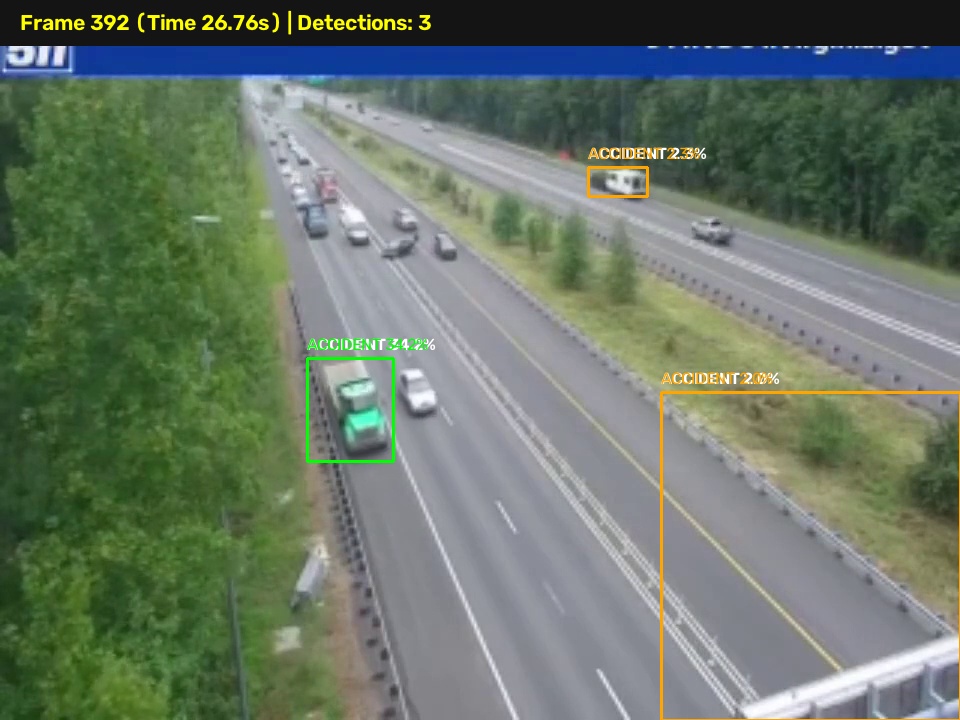 Frame 392 (Time 26.76s) | Detections: 3
511
ACCIDENT 2.3%
ACCIDENT 34.2%
ACCIDENT 2.0%